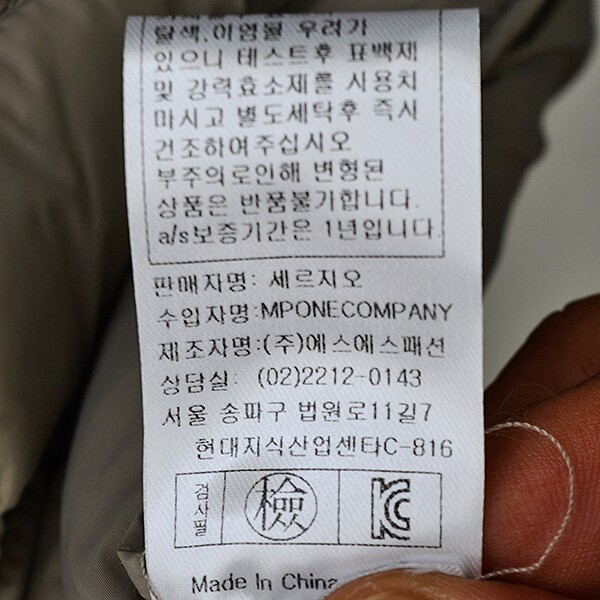 탈색,이염될 우려가
있으니 테스트후 표백제
및 강력효소제를 사용치
마시고 별도세탁후 즉시
건조하여주십시오
부주의로인해 변형된
상품은 반품불가합니다.
a/s보증기간은 1년입니다.
판매자명: 세르지오
수입자명:MPONECOMPANY
제조자명:(주)에스에스패션
상담실: (02)2212-0143
서울 송파구 법원로11길7
현대지식산업센타C-816
검사필 檢 KC
Made In China